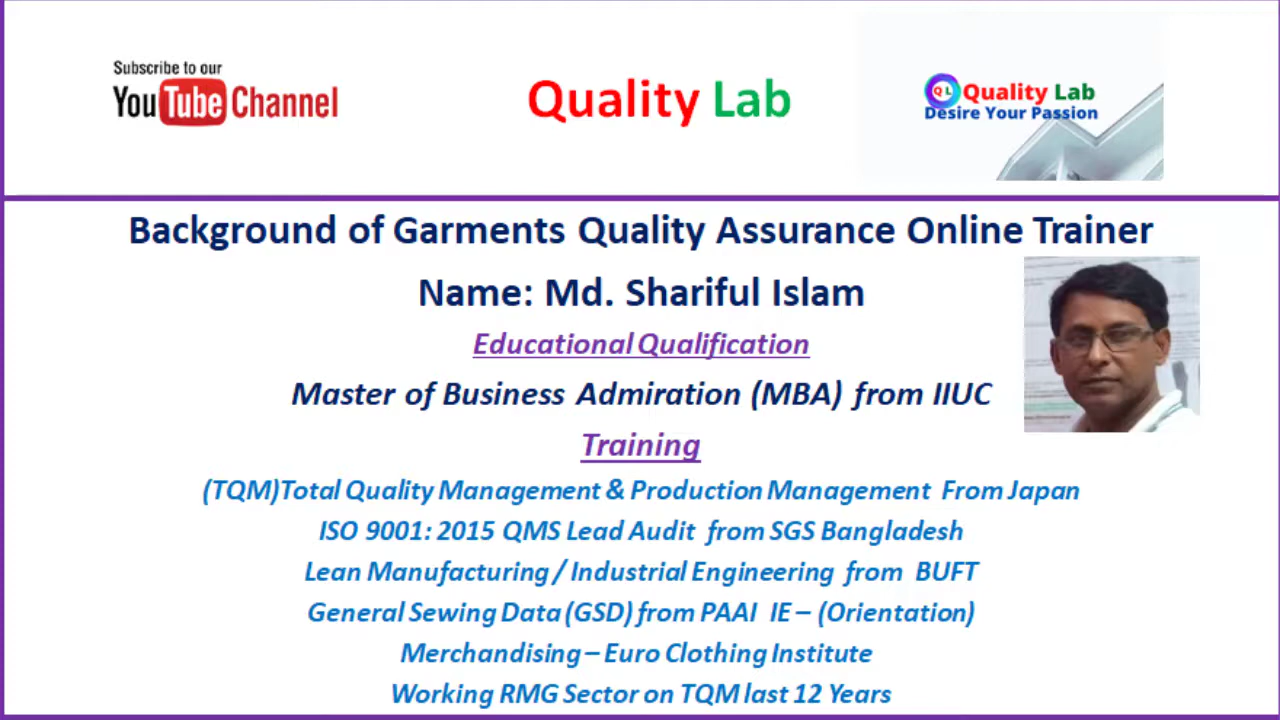 Subscribe to our
YouTube Channel
Quality Lab
QL Quality Lab
Desire Your Passion
Background of Garments Quality Assurance Online Trainer
Name: Md. Shariful Islam
Educational Qualification
Master of Business Admiration (MBA) from IIUC
Training
(TQM)Total Quality Management & Production Management From Japan
ISO 9001: 2015 QMS Lead Audit from SGS Bangladesh
Lean Manufacturing / Industrial Engineering from BUFT
General Sewing Data (GSD) from PAAI IE – (Orientation)
Merchandising – Euro Clothing Institute
Working RMG Sector on TQM last 12 Years